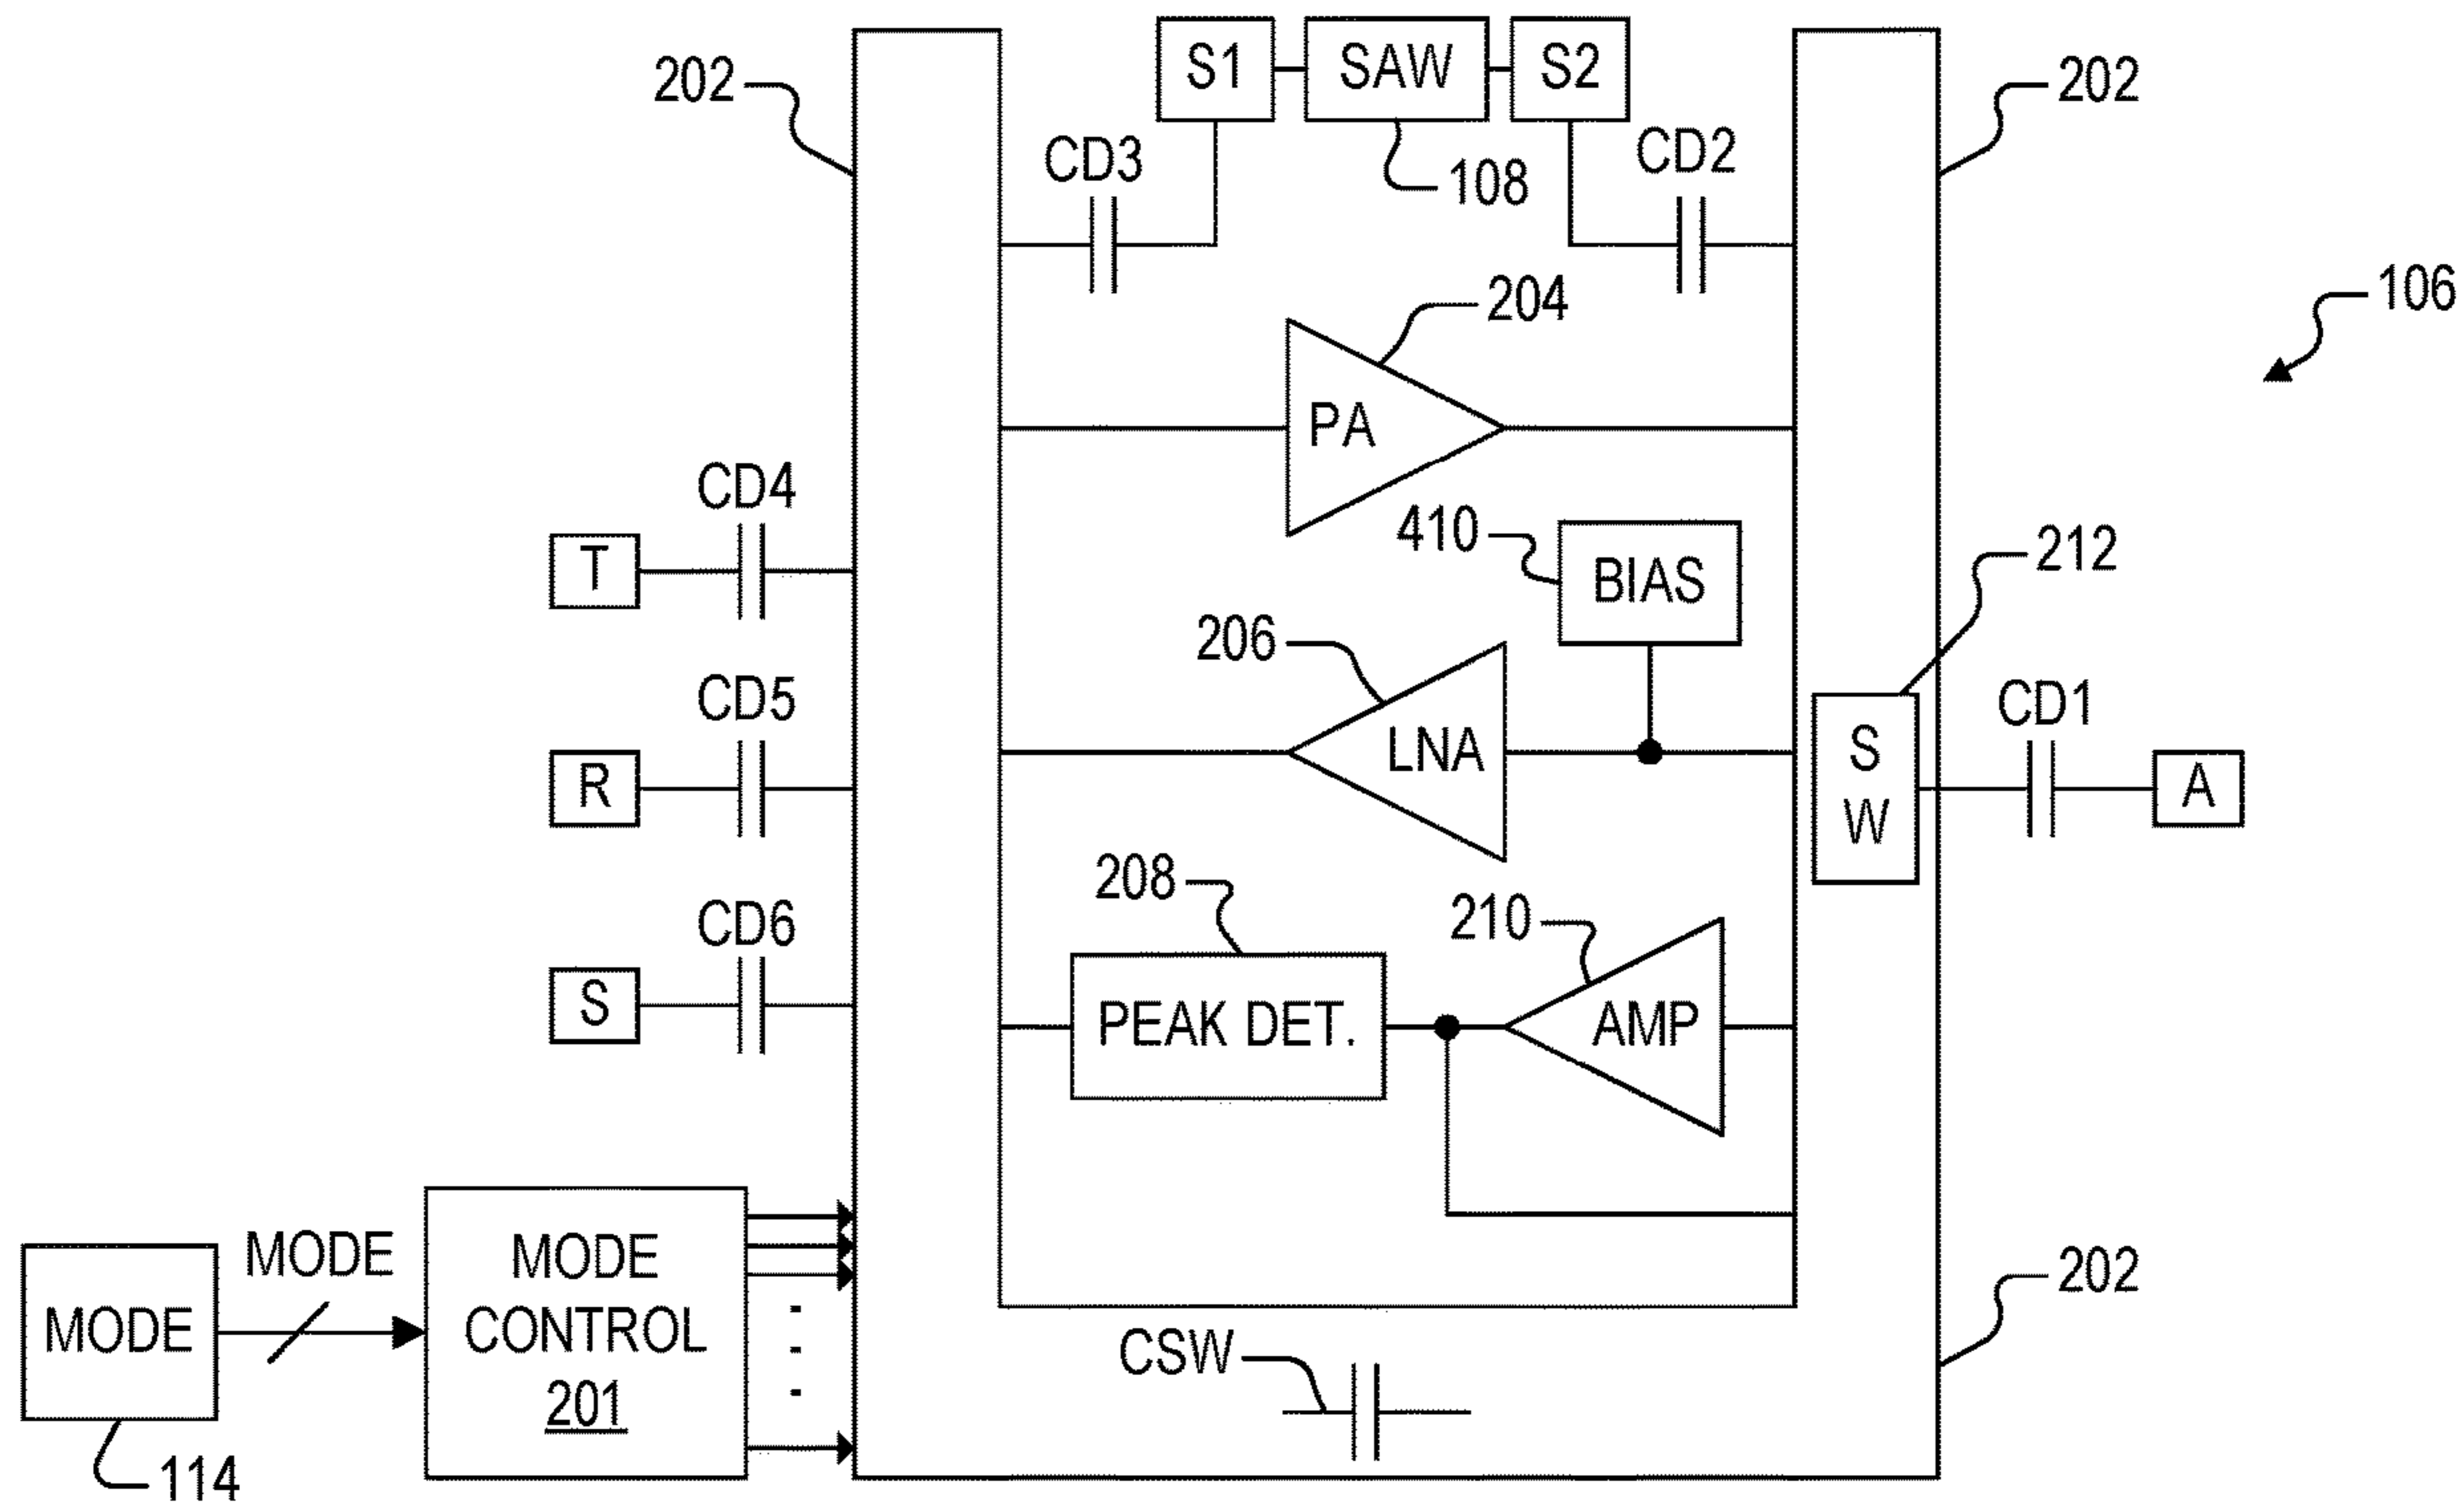 S1
SAW
S2
202
202
CD3
CD2
108
106
204
PA
CD4
410
212
T
BIAS
206
CD5
CD1
LNA
S
W
R
A
208
210
CD6
S
PEAK DET.
AMP
MODE
MODE
CONTROL
201
MODE
202
CSW
114